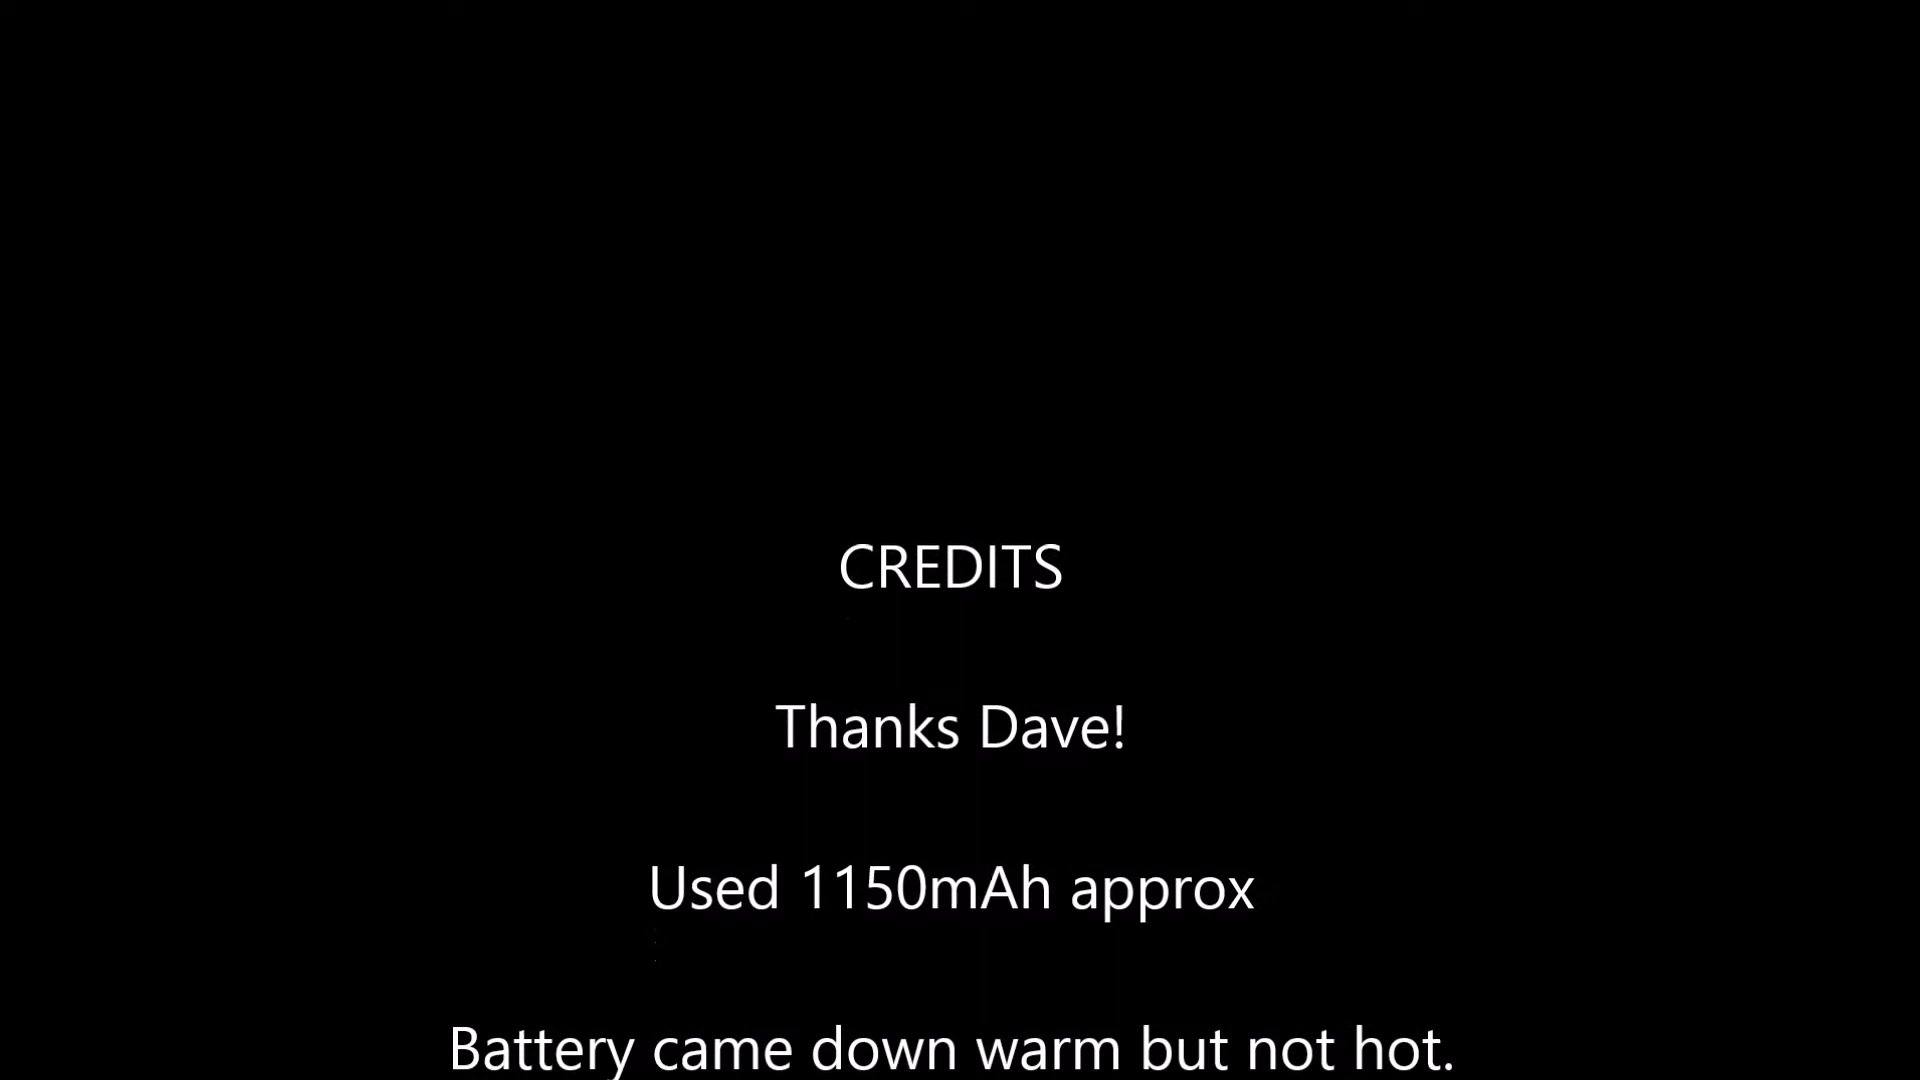 CREDITS
Thanks Dave!
Used 1150mAh approx
Battery came down warm but not hot.